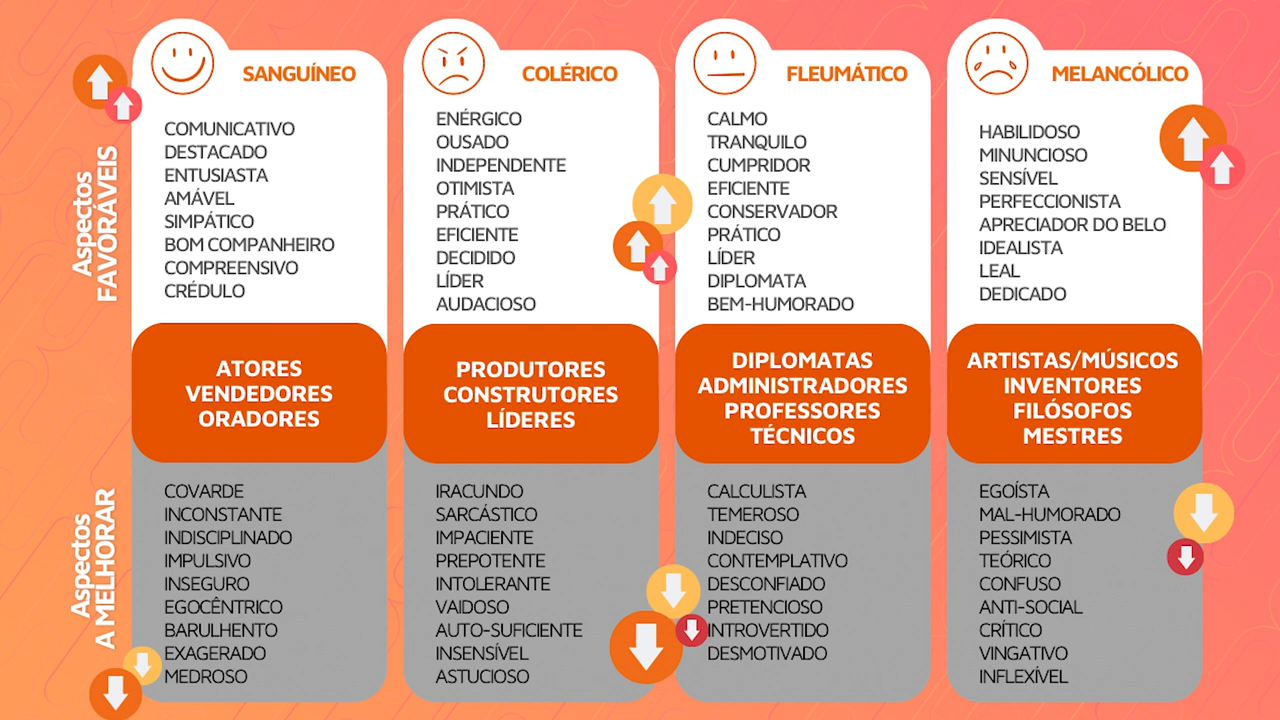 Aspectos
FAVORÁVEIS
SANGUÍNEO
COMUNICATIVO
DESTACADO
ENTUSIASTA
AMÁVEL
SIMPÁTICO
BOM COMPANHEIRO
COMPREENSIVO
CRÉDULO
ATORES
VENDEDORES
ORADORES
Aspectos
A MELHORAR
COVARDE
INCONSTANTE
INDISCIPLINADO
IMPULSIVO
INSEGURO
EGOCÊNTRICO
BARULHENTO
EXAGERADO
MEDROSO
COLÉRICO
ENÉRGICO
OUSADO
INDEPENDENTE
OTIMISTA
PRÁTICO
EFICIENTE
DECIDIDO
LÍDER
AUDACIOSO
PRODUTORES
CONSTRUTORES
LÍDERES
IRACUNDO
SARCÁSTICO
IMPACIENTE
PREPOTENTE
INTOLERANTE
VAIDOSO
AUTO-SUFICIENTE
INSENSÍVEL
ASTUCIOSO
FLEUMÁTICO
CALMO
TRANQUILO
CUMPRIDOR
EFICIENTE
CONSERVADOR
PRÁTICO
LÍDER
DIPLOMATA
BEM-HUMORADO
DIPLOMATAS
ADMINISTRADORES
PROFESSORES
TÉCNICOS
CALCULISTA
TEMEROSO
INDECISO
CONTEMPLATIVO
DESCONFIADO
PRETENCIOSO
INTROVERTIDO
DESMOTIVADO
MELANCÓLICO
HABILIDOSO
MINUNCIOSO
SENSÍVEL
PERFECCIONISTA
APRECIADOR DO BELO
IDEALISTA
LEAL
DEDICADO
ARTISTAS/MÚSICOS
INVENTORES
FILÓSOFOS
MESTRES
EGOÍSTA
MAL-HUMORADO
PESSIMISTA
TEÓRICO
CONFUSO
ANTI-SOCIAL
CRÍTICO
VINGATIVO
INFLEXÍVEL